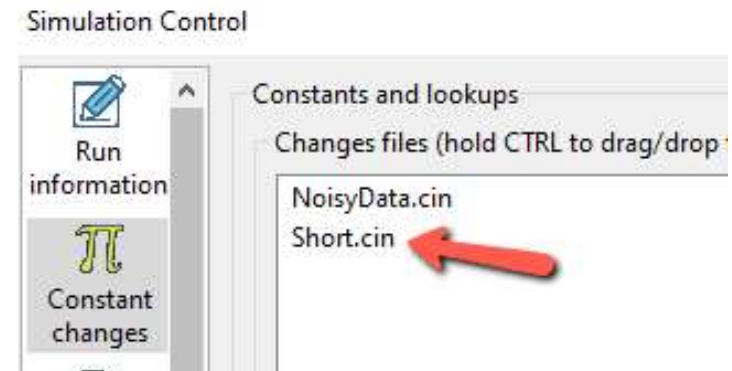 Simulation Control
Run
information
Constant
changes
Constants and lookups
Changes files (hold CTRL to drag/drop
NoisyData.cin
Short.cin